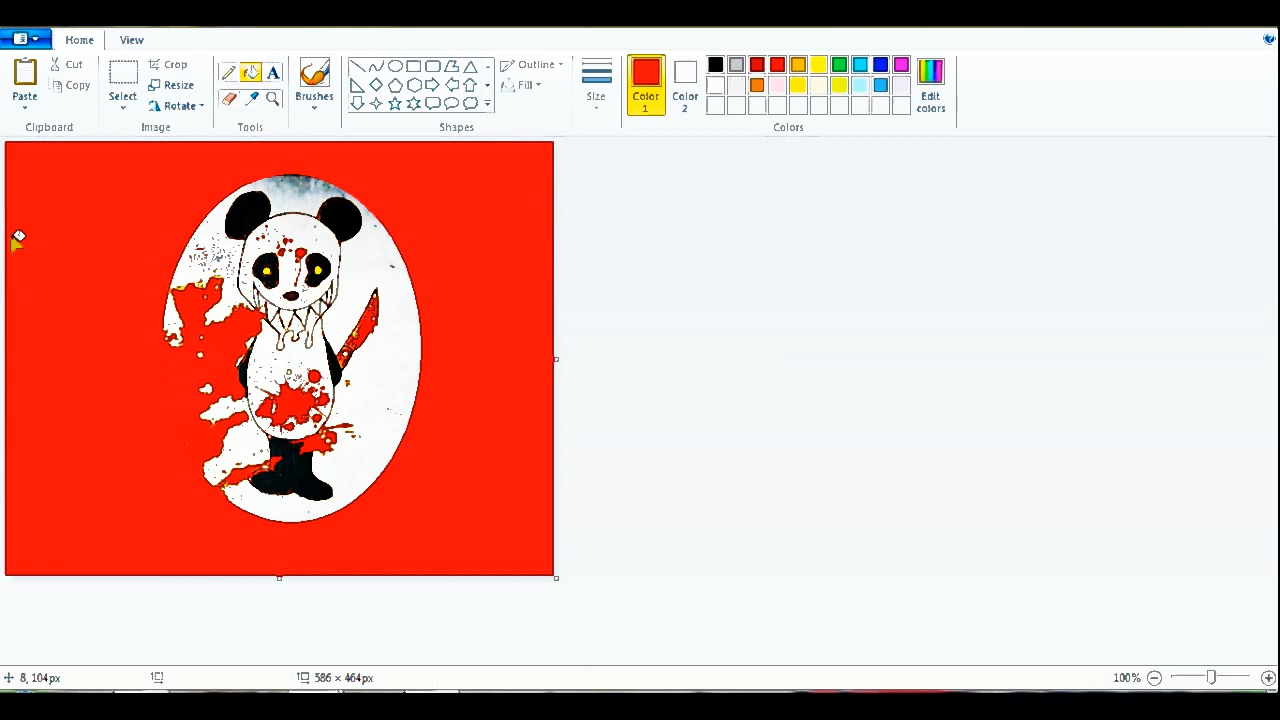 Home View
Cut
Copy
Paste
Clipboard
Crop
Resize
Rotate
Select
Image
A
Tools
Brushes
Outline
Fill
Shapes
Size
Color 1
Color 2
Edit colors
Colors
8, 104px
586 × 464px
100%